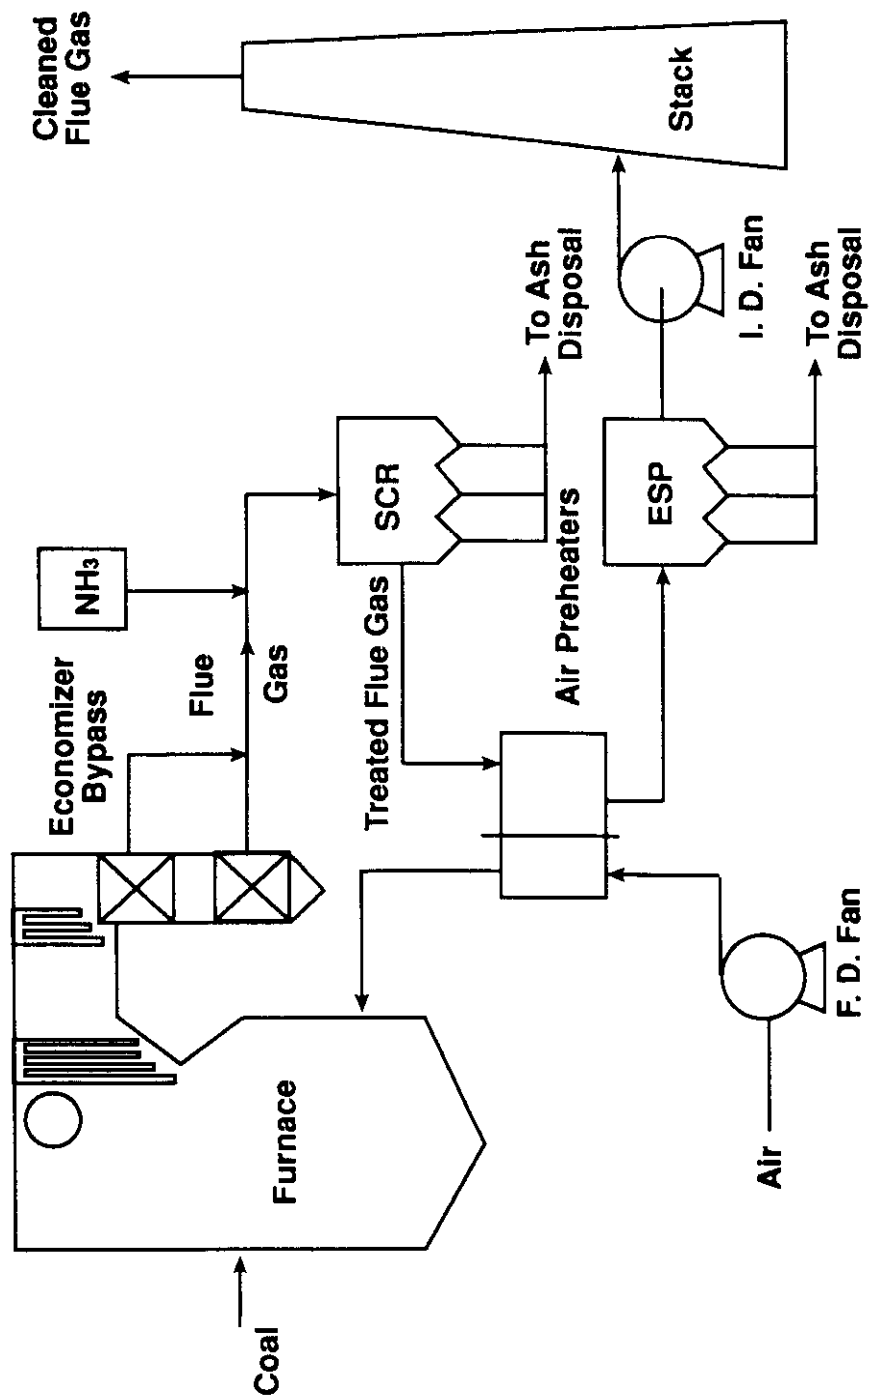 Coal
Furnace
Economizer
Bypass
NH3
Flue
Gas
SCR
To Ash
Disposal
Treated Flue Gas
Air Preheaters
Air
F. D. Fan
ESP
To Ash
Disposal
I. D. Fan
Stack
Cleaned
Flue Gas